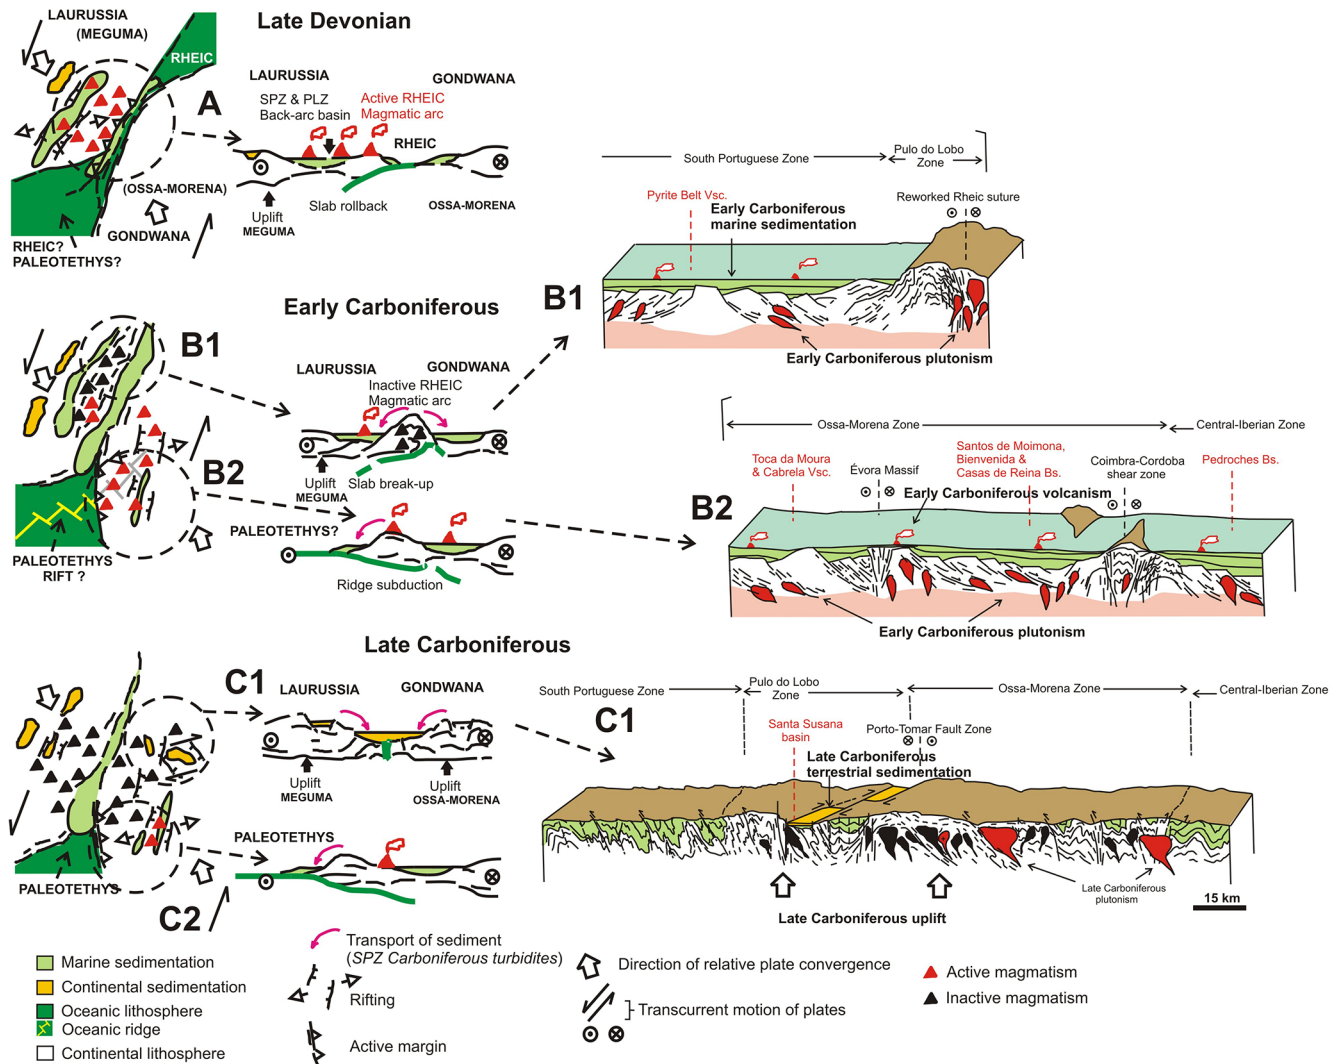 Late Devonian
LAURUSSIA
(MEGUMA)
RHEIC
A
(OSSA-MORENA)
GONDWANA
RHEIC?
PALEOTETHYS?
LAURUSSIA
GONDWANA
SPZ & PLZ
Back-arc basin
Active RHEIC
Magmatic arc
RHEIC
Slab rollback
OSSA-MORENA
Uplift
MEGUMA
South Portuguese Zone
Pulo do Lobo
Zone
Pyrite Belt Vsc.
Early Carboniferous
marine sedimentation
Reworked Rheic suture
B1
Early Carboniferous plutonism
Early Carboniferous
B1
B2
PALEOTETHYS
RIFT ?
LAURUSSIA
GONDWANA
Inactive RHEIC
Magmatic arc
Uplift
MEGUMA
Slab break-up
PALEOTETHYS?
Ridge subduction
Ossa-Morena Zone
Central-Iberian Zone
Toca da Moura
& Cabrela Vsc.
Évora Massif
Santos de Moimona,
Bienvenida &
Casas de Reina Bs.
Coimbra-Cordoba
shear zone
Pedroches Bs.
Early Carboniferous volcanism
B2
Early Carboniferous plutonism
Late Carboniferous
C1
PALEOTETHYS
C2
LAURUSSIA
GONDWANA
Uplift
MEGUMA
Uplift
OSSA-MORENA
PALEOTETHYS
South Portuguese Zone
Pulo do Lobo
Zone
Ossa-Morena Zone
Central-Iberian Zone
C1
Santa Susana
basin
Porto-Tomar Fault Zone
Late Carboniferous
terrestrial sedimentation
Late Carboniferous
plutonism
15 km
Late Carboniferous uplift
Marine sedimentation
Continental sedimentation
Oceanic lithosphere
Oceanic ridge
Continental lithosphere
Transport of sediment
(SPZ Carboniferous turbidites)
Rifting
Active margin
Direction of relative plate convergence
Transcurrent motion of plates
Active magmatism
Inactive magmatism